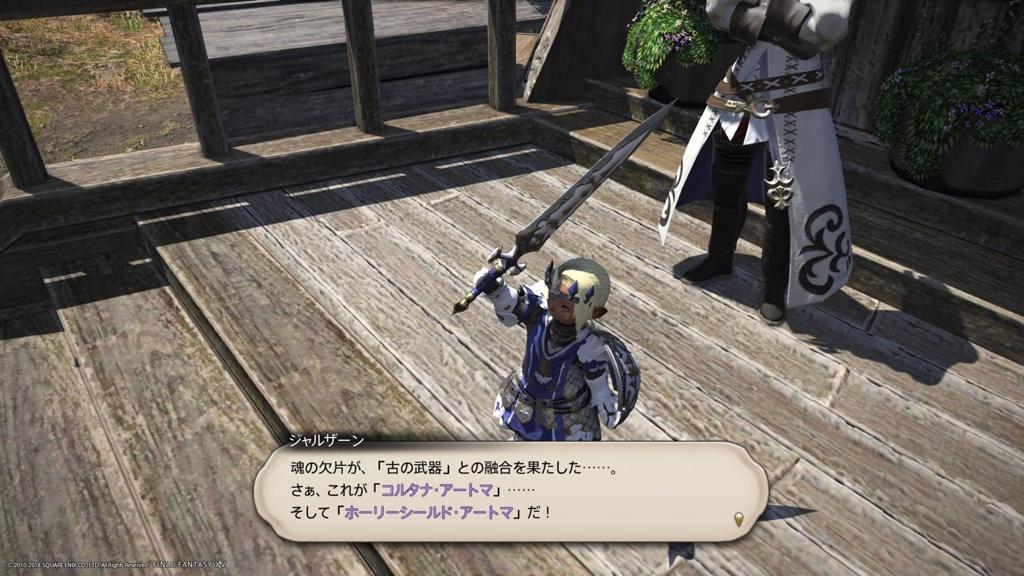 ジャルザーン
魂の欠片が、「古の武器」との融合を果たした……。
さぁ、これが「コルタナ・アートマ」……
そして「ホーリーシールド・アートマ」だ！
© 2010-2018 SQUARE ENIX CO., LTD. All Rights Reserved. FINAL FANTASY XIV